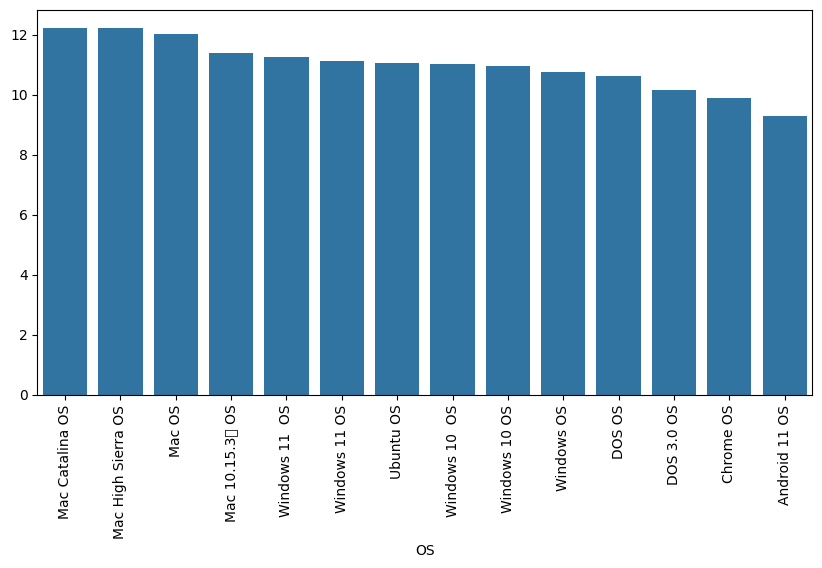 12
10
8
6
4
2
0
Mac Catalina OS
Mac High Sierra OS
Mac OS
Mac 10.15.3▯ OS
Windows 11  OS
Windows 11 OS
Ubuntu OS
Windows 10  OS
Windows 10 OS
Windows OS
DOS OS
DOS 3.0 OS
Chrome OS
Android 11 OS
OS